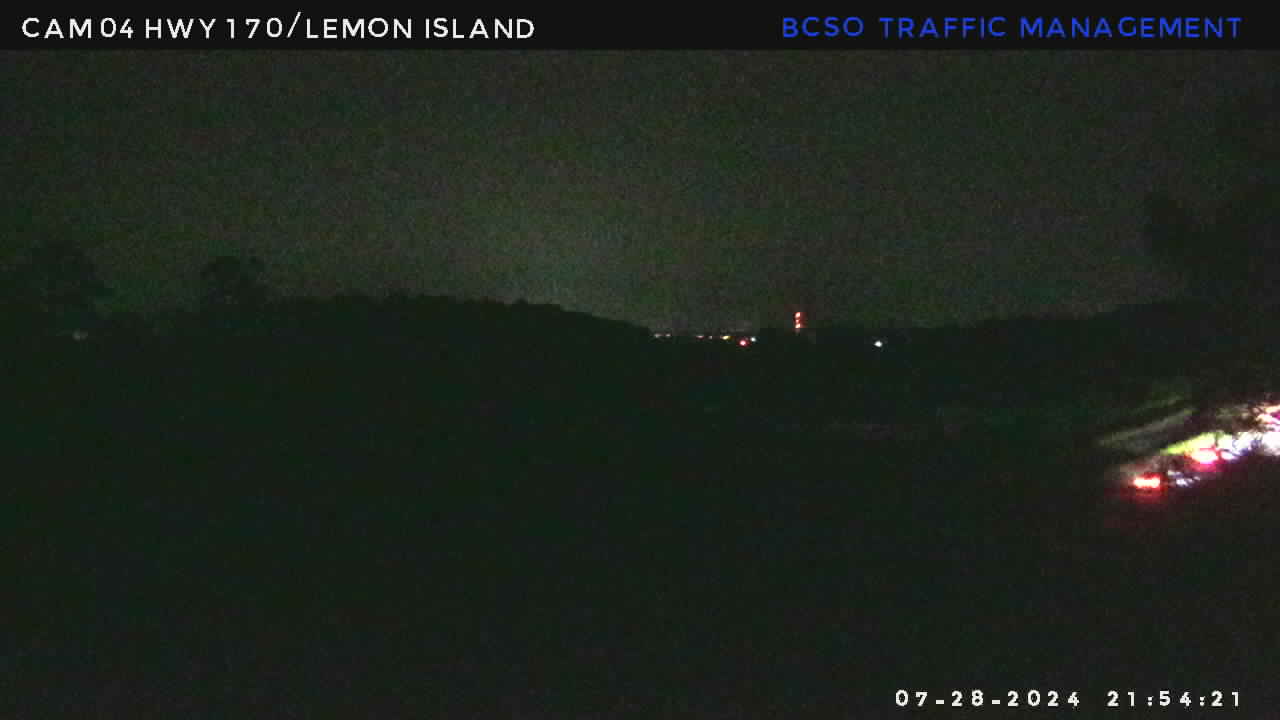 CAM04 HWY 170/LEMON ISLAND
BCSO TRAFFIC MANAGEMENT
07-28-2024 21:54:21